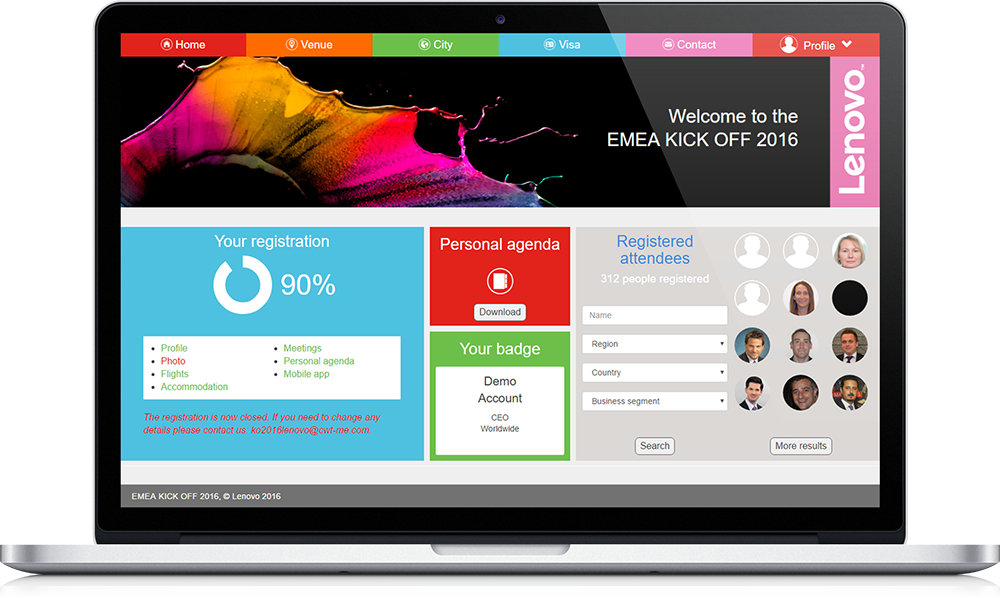 Home
Venue
City
Visa
Contact
Profile
Welcome to the
EMEA KICK OFF 2016
Lenovo™
Your registration
90%
Profile
Photo
Flights
Accommodation
Meetings
Personal agenda
Mobile app
The registration is now closed. If you need to change any
details please contact us: ko2016lenovo@cwt-me.com
Personal agenda
Download
Your badge
Demo
Account
CEO
Worldwide
Registered
attendees
312 people registered
Name
Region
Country
Business segment
Search
More results
EMEA KICK OFF 2016, © Lenovo 2016